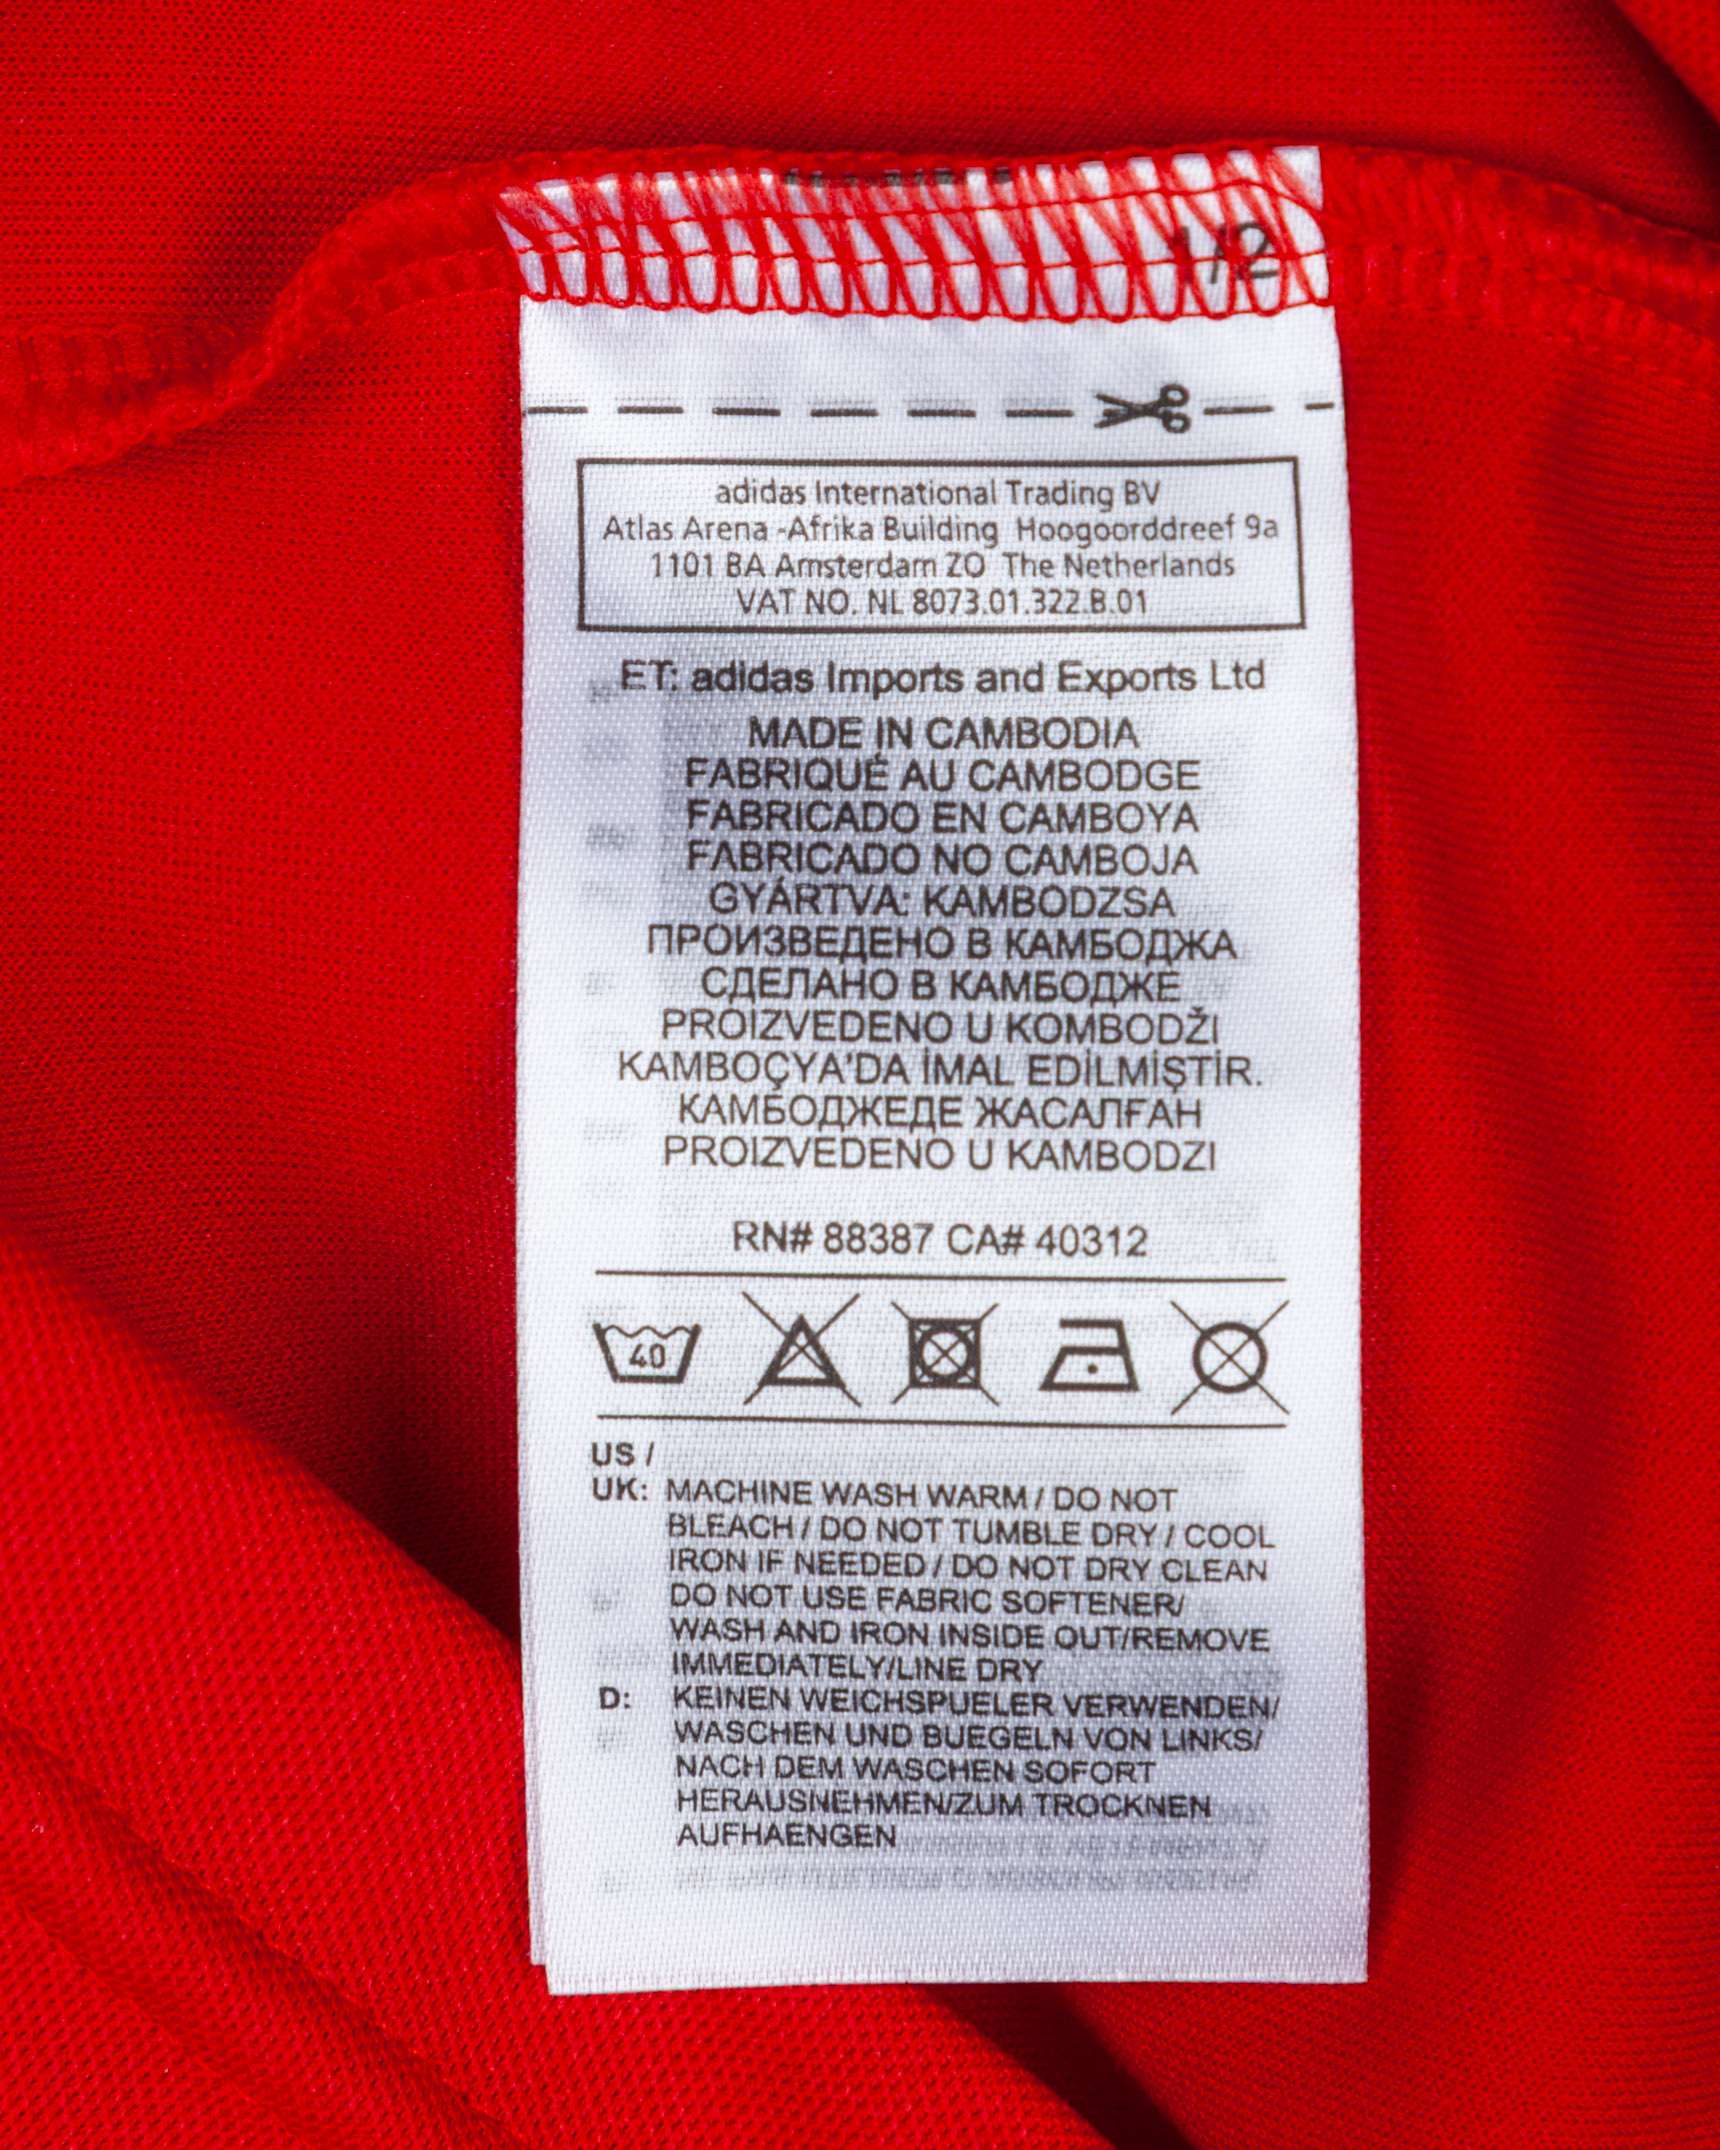 1/2
adidas International Trading BV
Atlas Arena -Afrika Building Hoogoorddreef 9a
1101 BA Amsterdam ZO The Netherlands
VAT NO. NL 8073.01.322.B.01
ET: adidas Imports and Exports Ltd
MADE IN CAMBODIA
FABRIQUÉ AU CAMBODGE
FABRICADO EN CAMBOYA
FABRICADO NO CAMBOJA
GYÁRTVA: KAMBODZSA
ПРОИЗВЕДЕНО В КАМБОДЖА
СДЕЛАНО В КАМБОДЖЕ
PROIZVEDENO U KOMBODŽI
KAMBOÇYA'DA İMAL EDİLMİŞTİR.
КАМБОДЖЕДЕ ЖАСАЛҒАН
PROIZVEDENO U KAMBODZI
RN# 88387 CA# 40312
40
US /
UK: MACHINE WASH WARM / DO NOT
BLEACH / DO NOT TUMBLE DRY / COOL
IRON IF NEEDED / DO NOT DRY CLEAN
DO NOT USE FABRIC SOFTENER/
WASH AND IRON INSIDE OUT/REMOVE
IMMEDIATELY/LINE DRY
D: KEINEN WEICHSPUELER VERWENDEN/
WASCHEN UND BUEGELN VON LINKS/
NACH DEM WASCHEN SOFORT
HERAUSNEHMEN/ZUM TROCKNEN
AUFHAENGEN